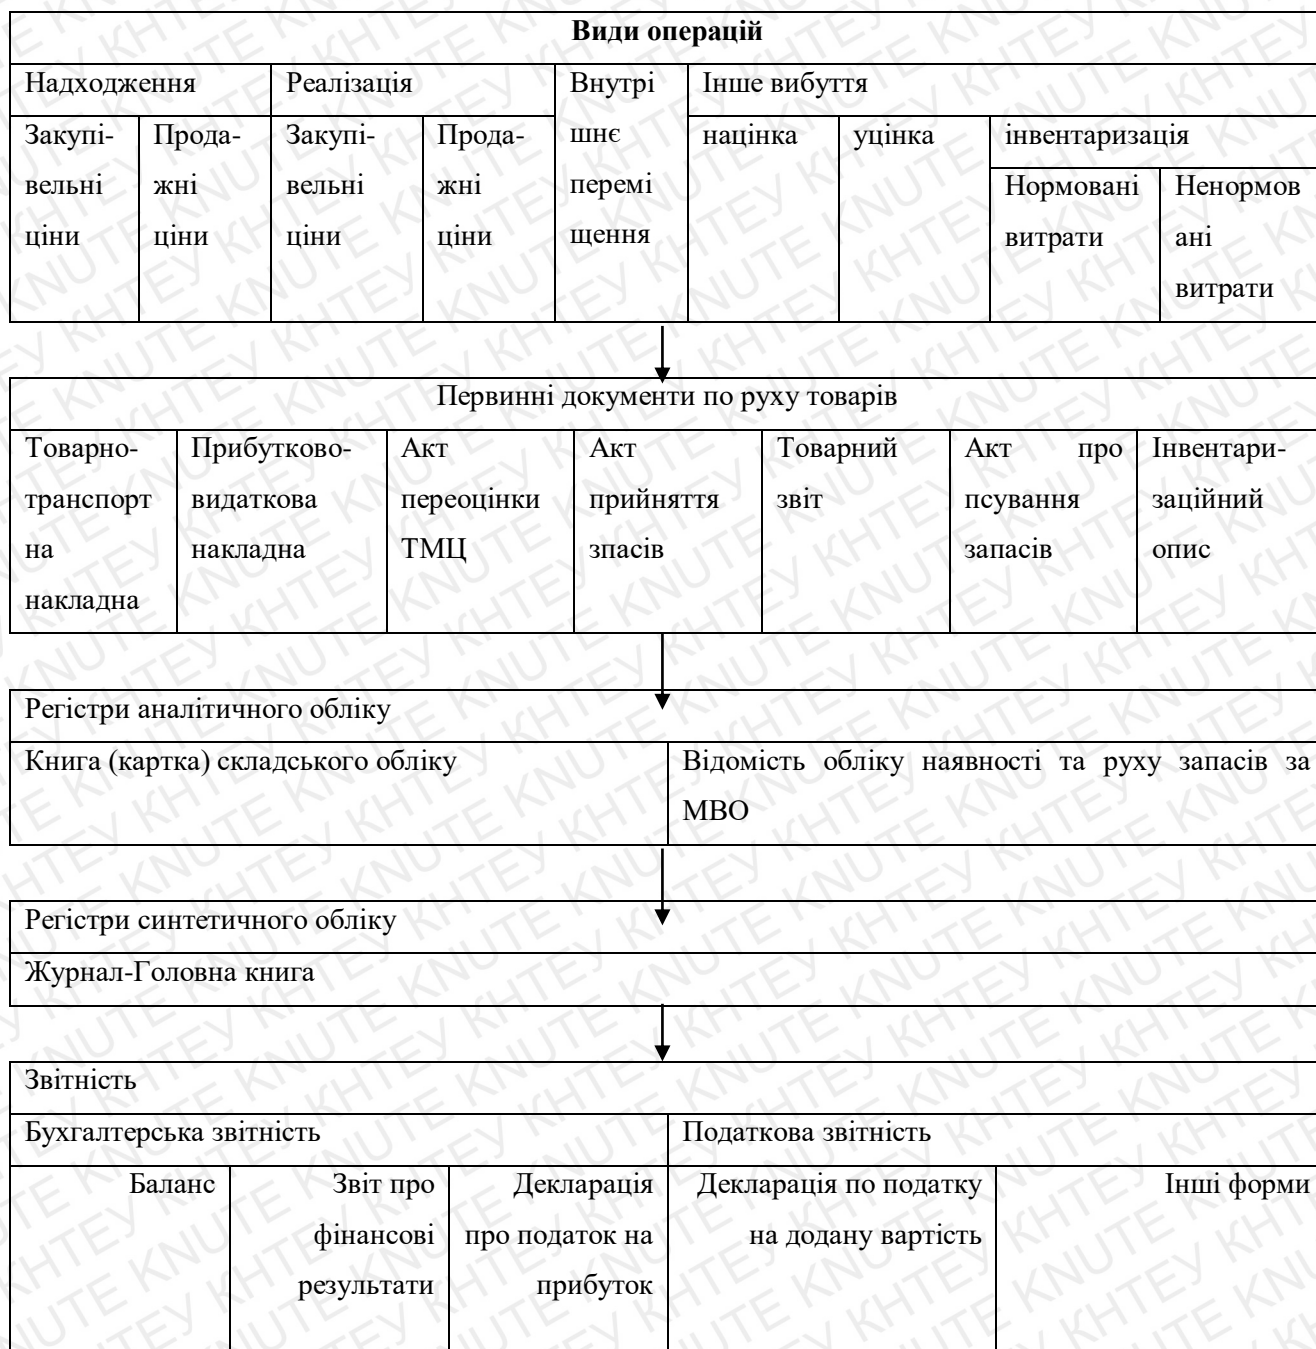 Види операцій
Надходження Реалізація Внутрі Інше вибуття
шнє
перемі
щення
Закупі- Прода- Закупі- Прода- націнка уцінка інвентаризація
вельні жні вельні жні Нормовані Ненормов
ціни ціни ціни ціни витрати ані
витрати
Первинні документи по руху товарів
Товарно- Прибутково- Акт Акт Товарний Акт про Інвентари-
транспорт видаткова переоцінки прийняття звіт псування заційний
на накладна ТМЦ зпасів запасів опис
накладна
Регістри аналітичного обліку
Книга (картка) складського обліку Відомість обліку наявності та руху запасів за
МВО
Регістри синтетичного обліку
Журнал-Головна книга
Звітність
Бухгалтерська звітність Податкова звітність
Баланс Звіт про Декларація Декларація по податку Інші форми
фінансові про податок на на додану вартість
результати прибуток